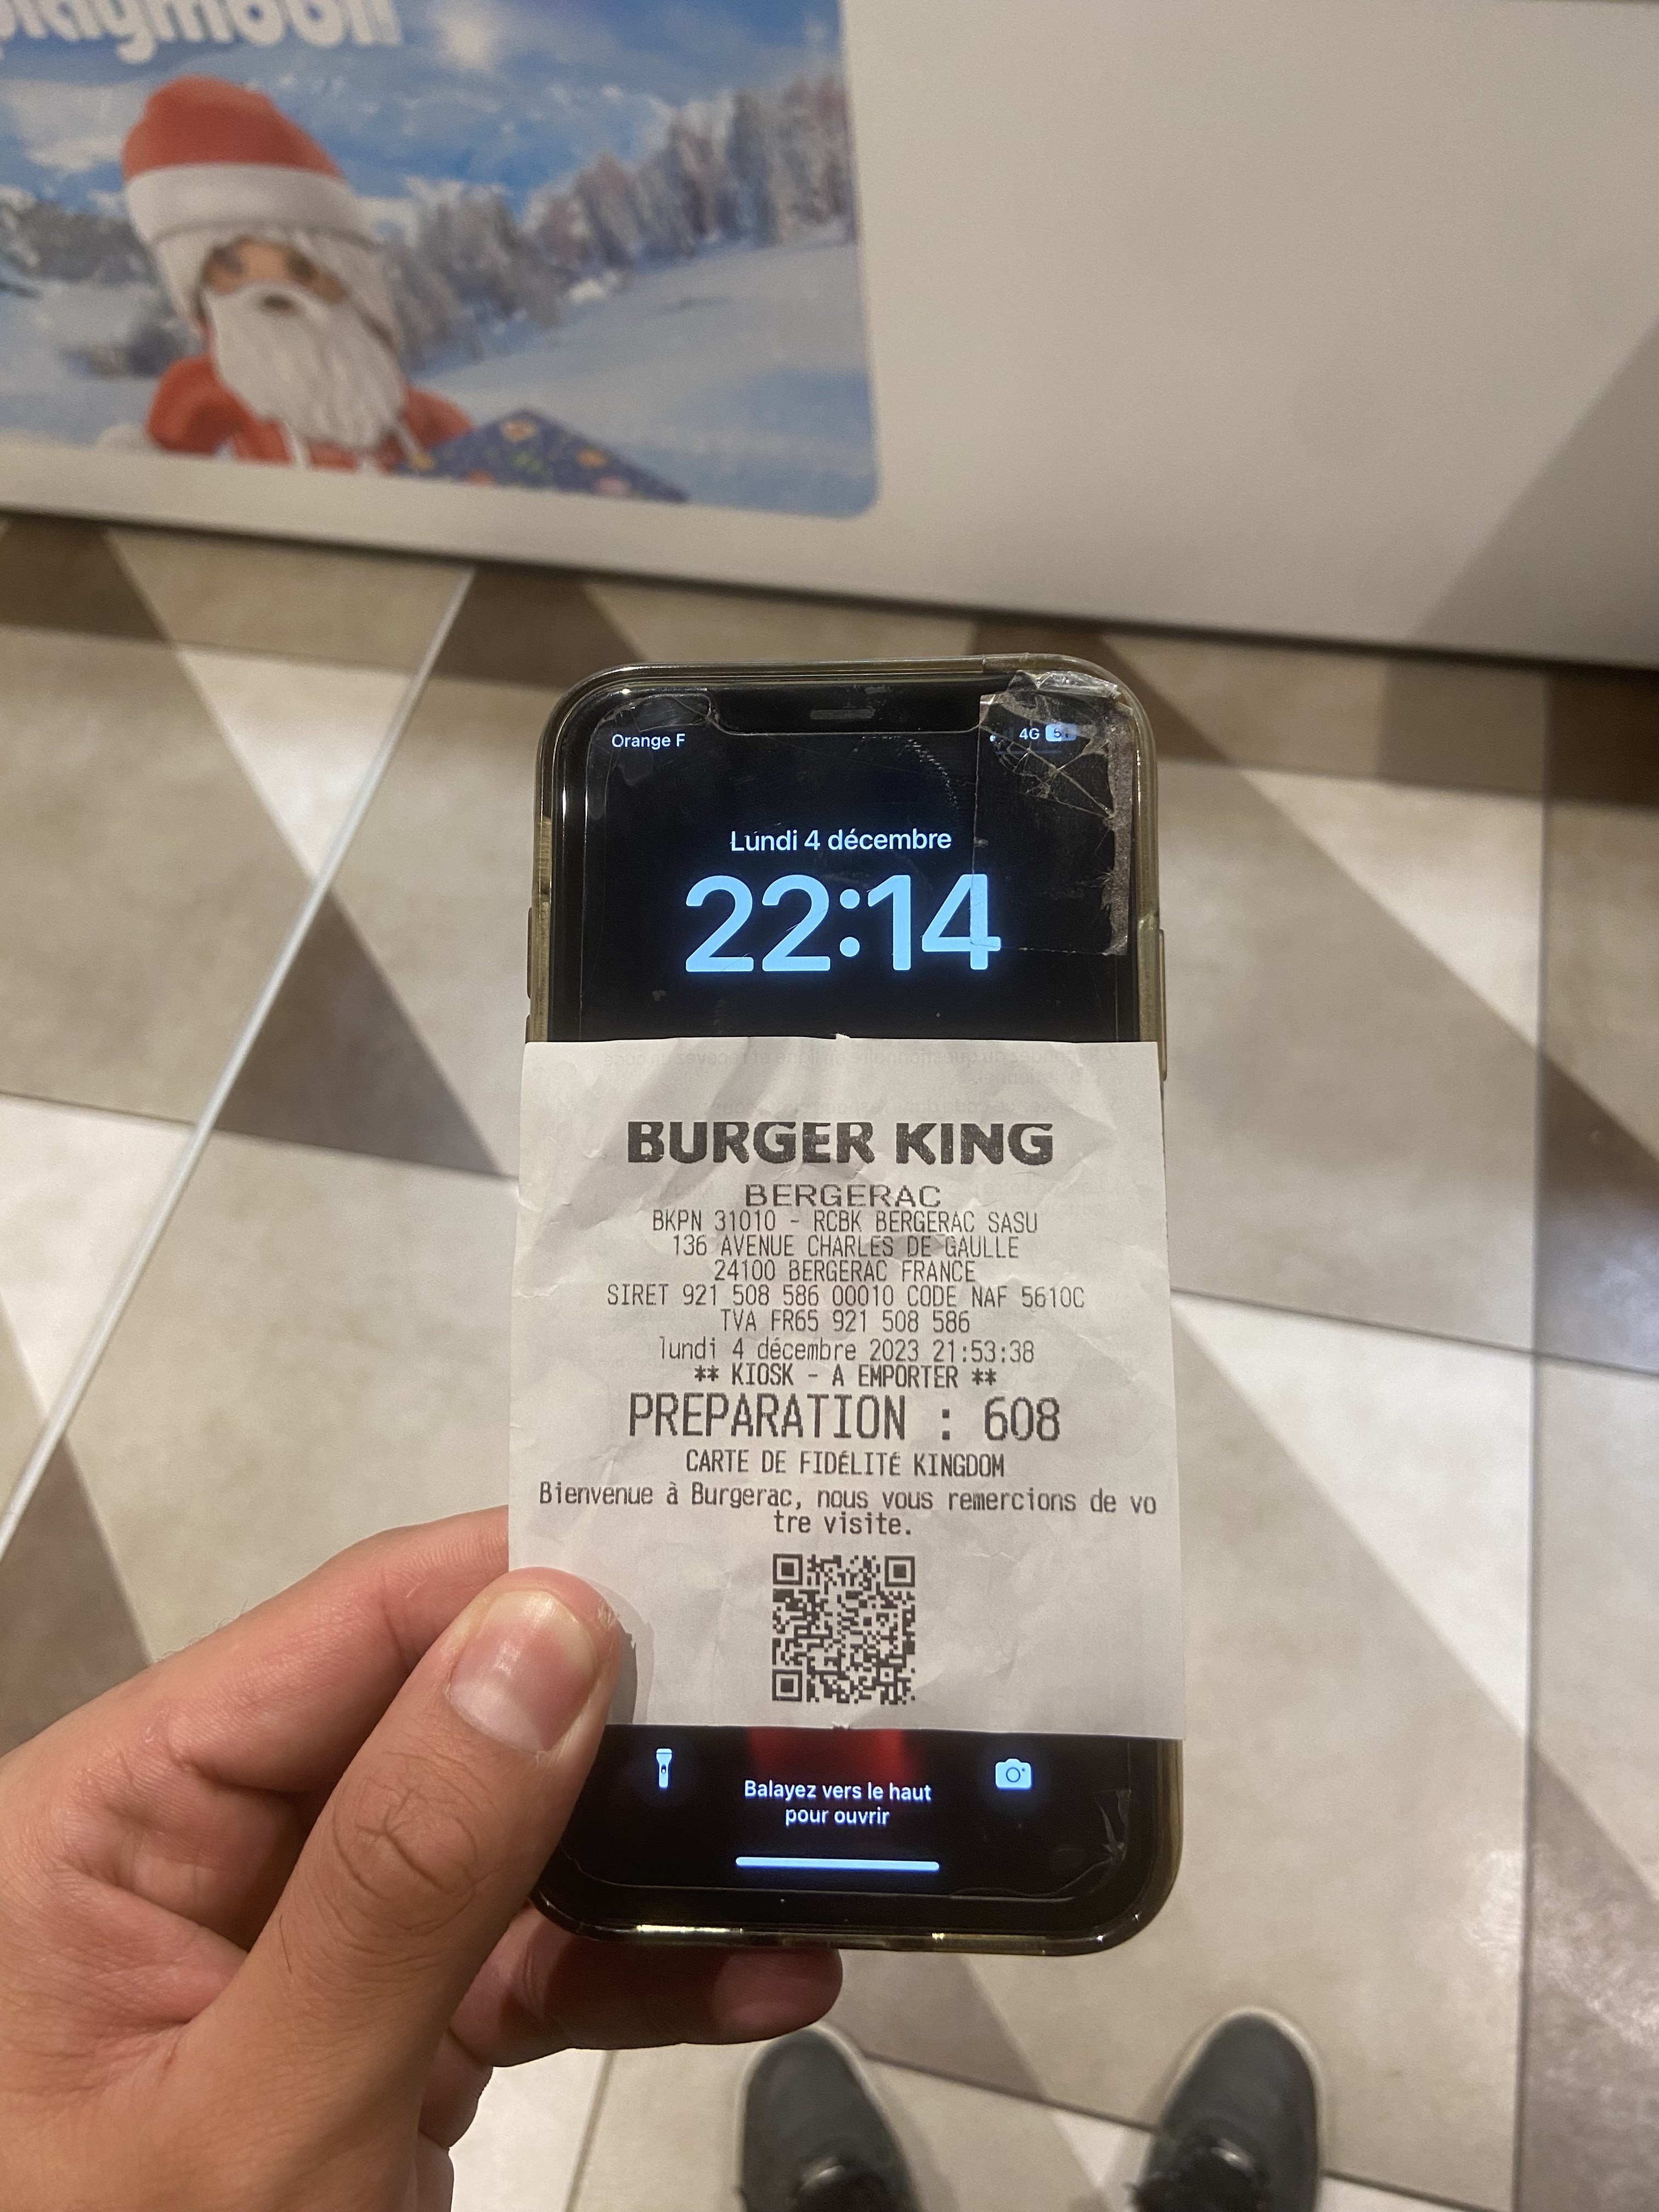 playmobil
Orange F
4G 5
Lundi 4 décembre
22:14
BURGER KING
BERGERAC
BKPN 31010 - RCBK BERGERAC SASU
136 AVENUE CHARLES DE GAULLE
24100 BERGERAC FRANCE
SIRET 921 508 586 00010 CODE NAF 5610C
TVA FR65 921 508 586
lundi 4 décembre 2023 21:53:38
** KIOSK - A EMPORTER **
PREPARATION : 608
CARTE DE FIDÉLITÉ KINGDOM
Bienvenue à Burgerac, nous vous remercions de vo
tre visite.
Balayez vers le haut
pour ouvrir